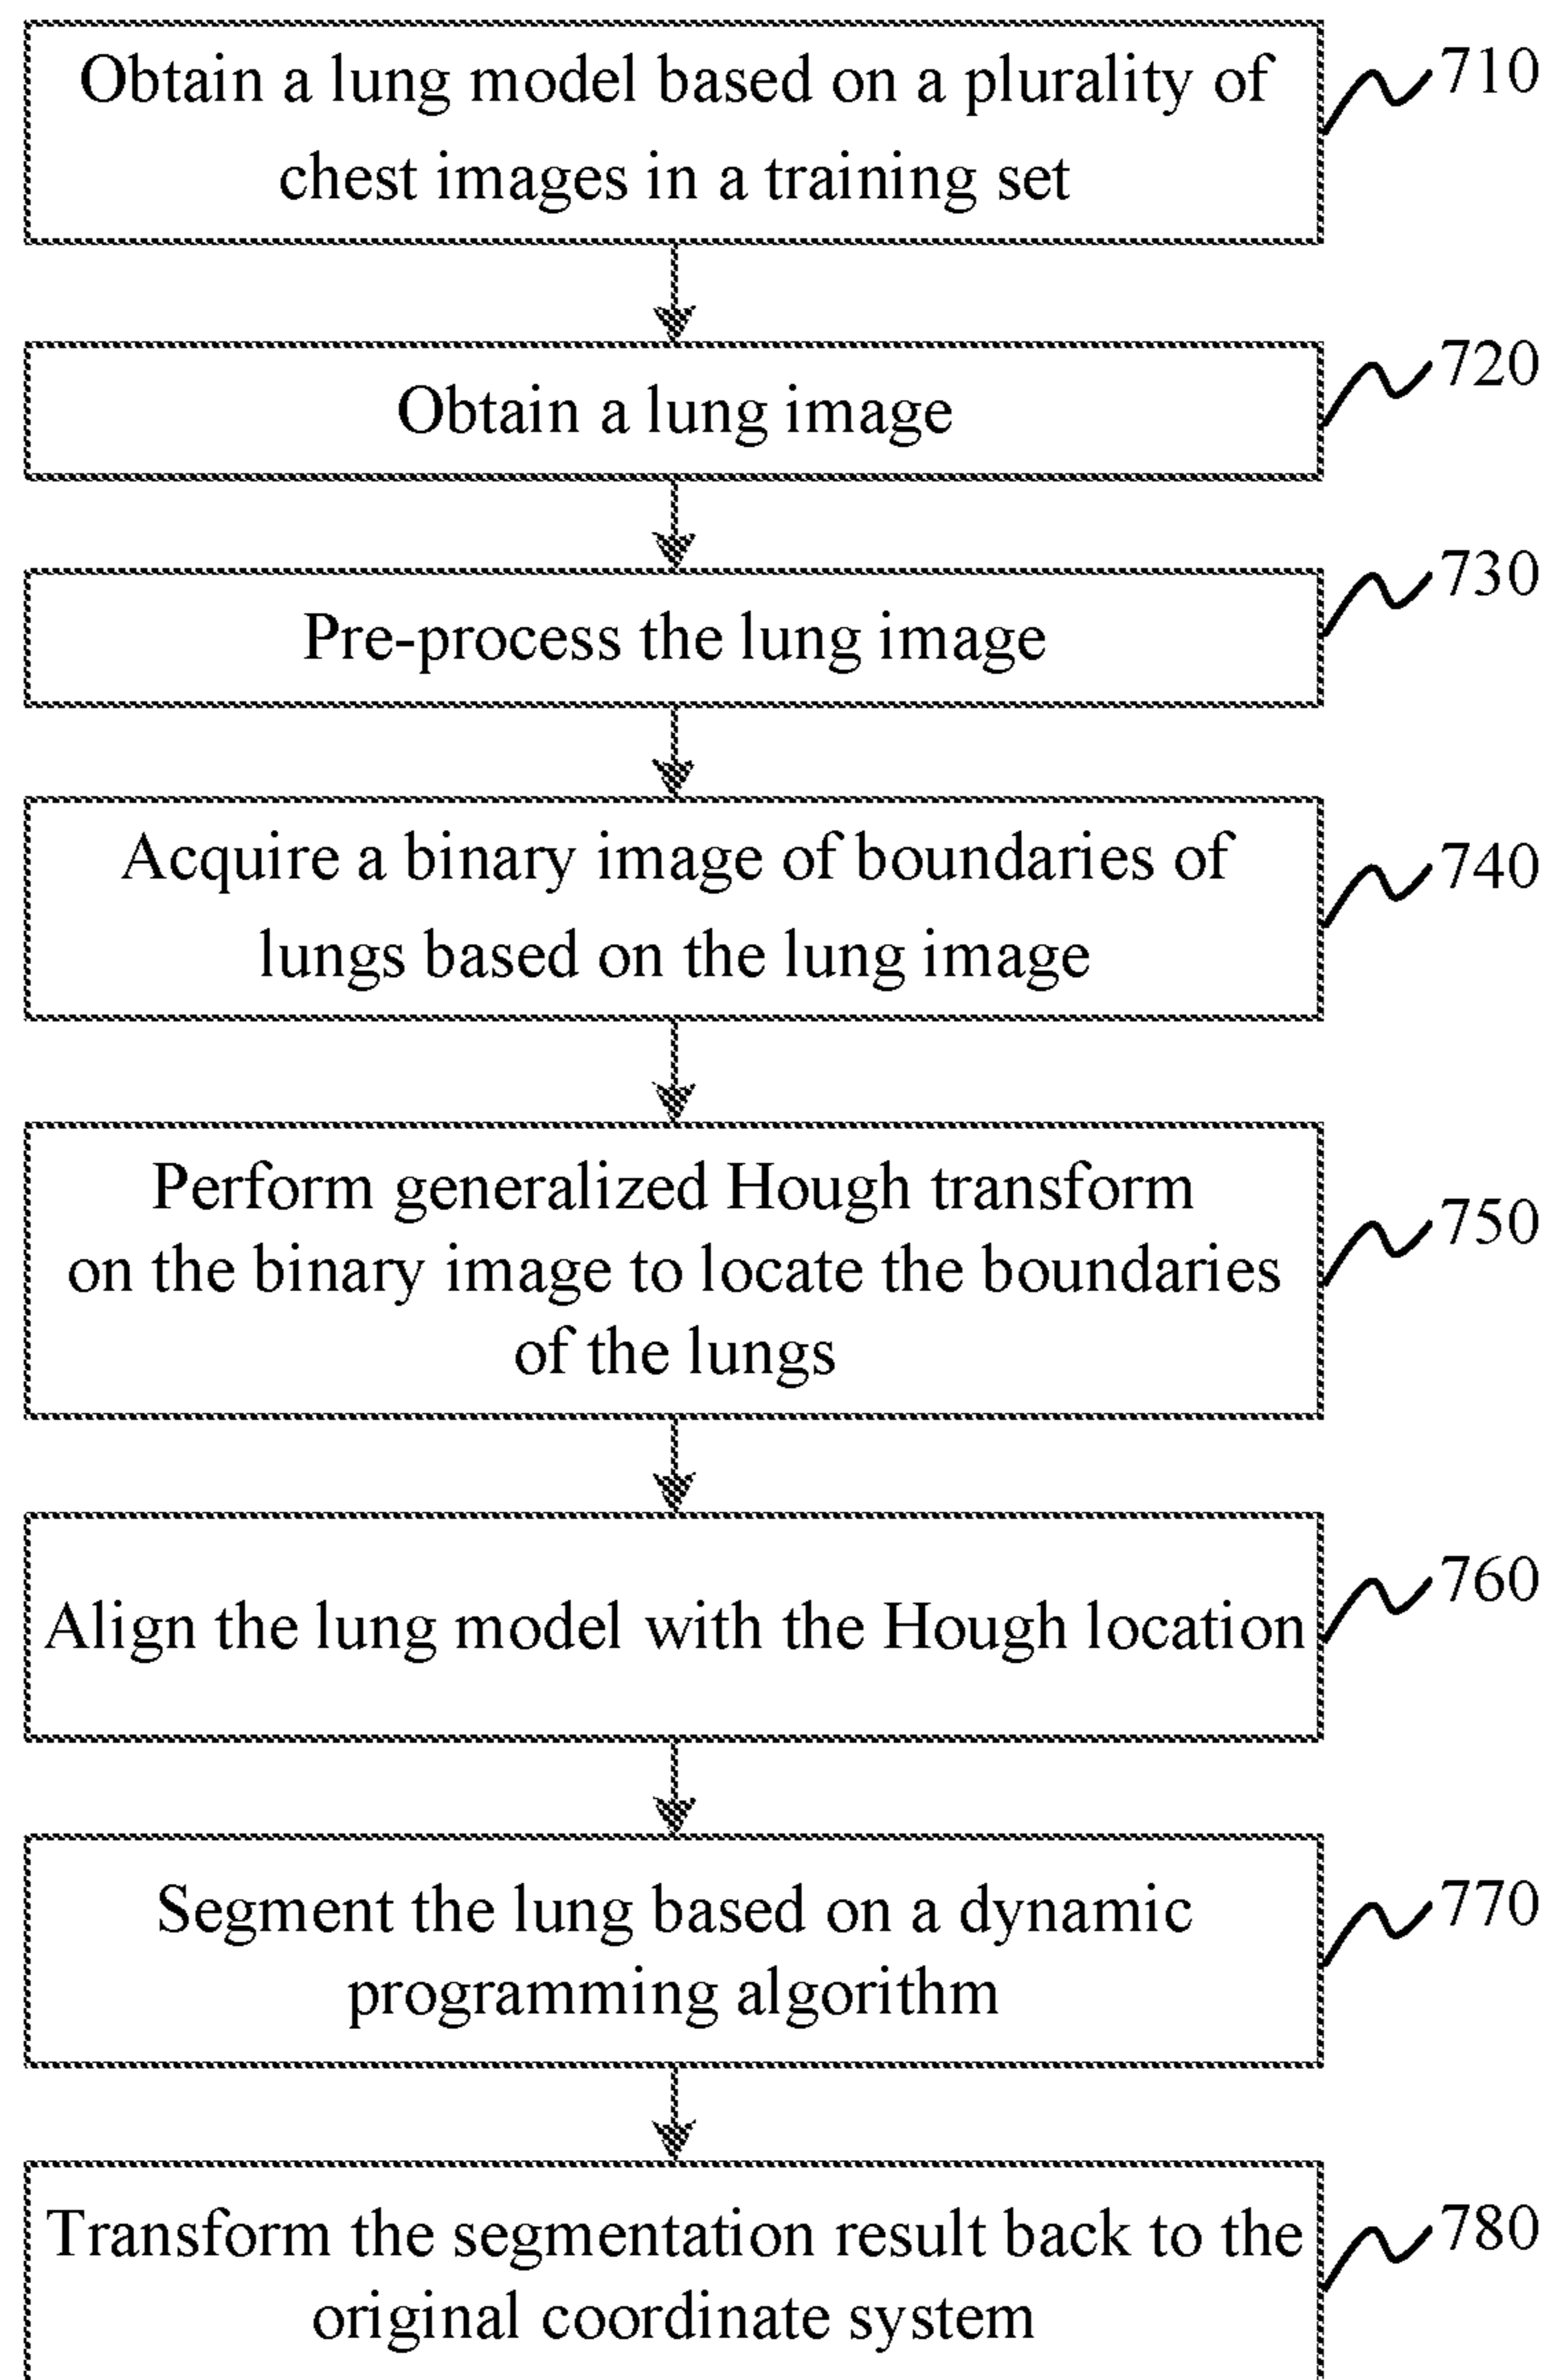 Obtain a lung model based on a plurality of
chest images in a training set
710
Obtain a lung image
720
Pre-process the lung image
730
Acquire a binary image of boundaries of
lungs based on the lung image
740
Perform generalized Hough transform
on the binary image to locate the boundaries
of the lungs
750
Align the lung model with the Hough location
760
Segment the lung based on a dynamic
programming algorithm
770
Transform the segmentation result back to the
original coordinate system
780